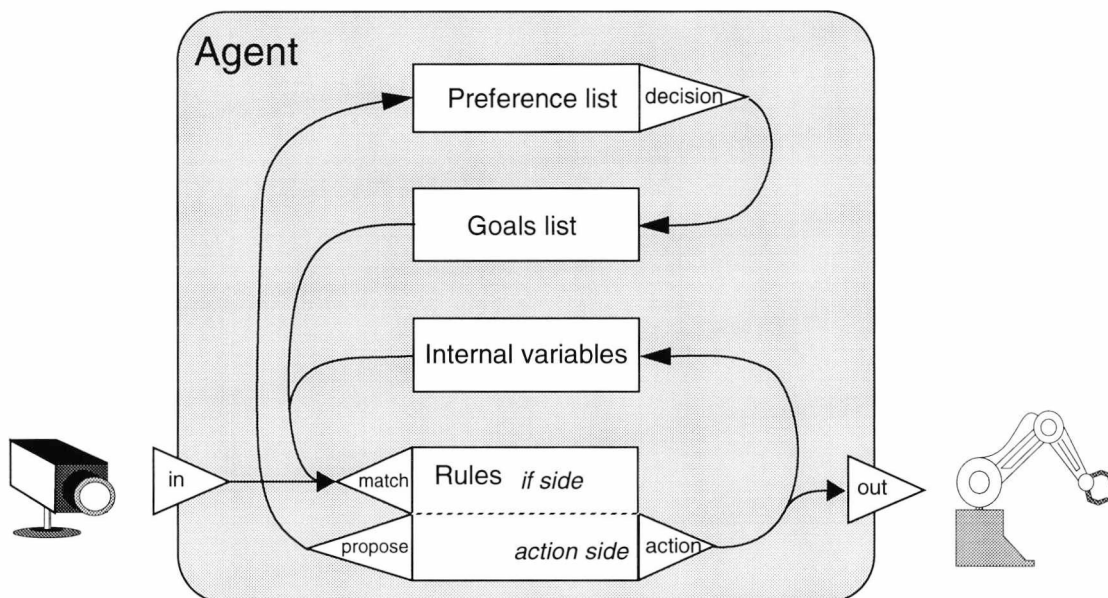 Agent
Preference list
decision
Goals list
Internal variables
in
match
Rules if side
out
propose
action side
action